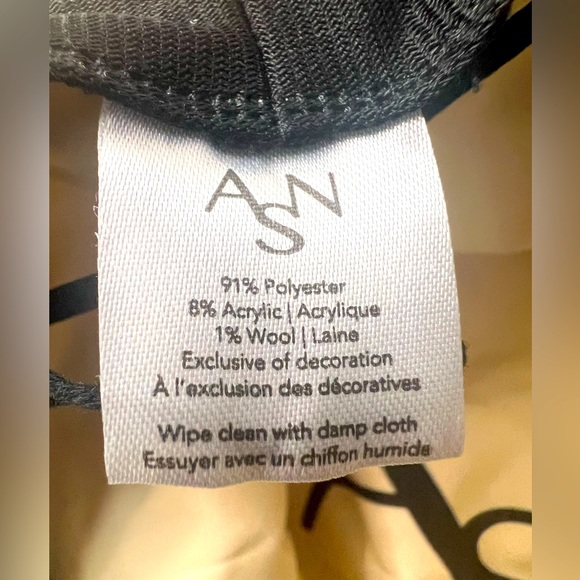 ASN
91% Polyester
8% Acrylic | Acrylique
1% Wool | Laine
Exclusive of decoration
À l'exclusion des décoratives
Wipe clean with damp cloth
Essuyer avec un chiffon humide